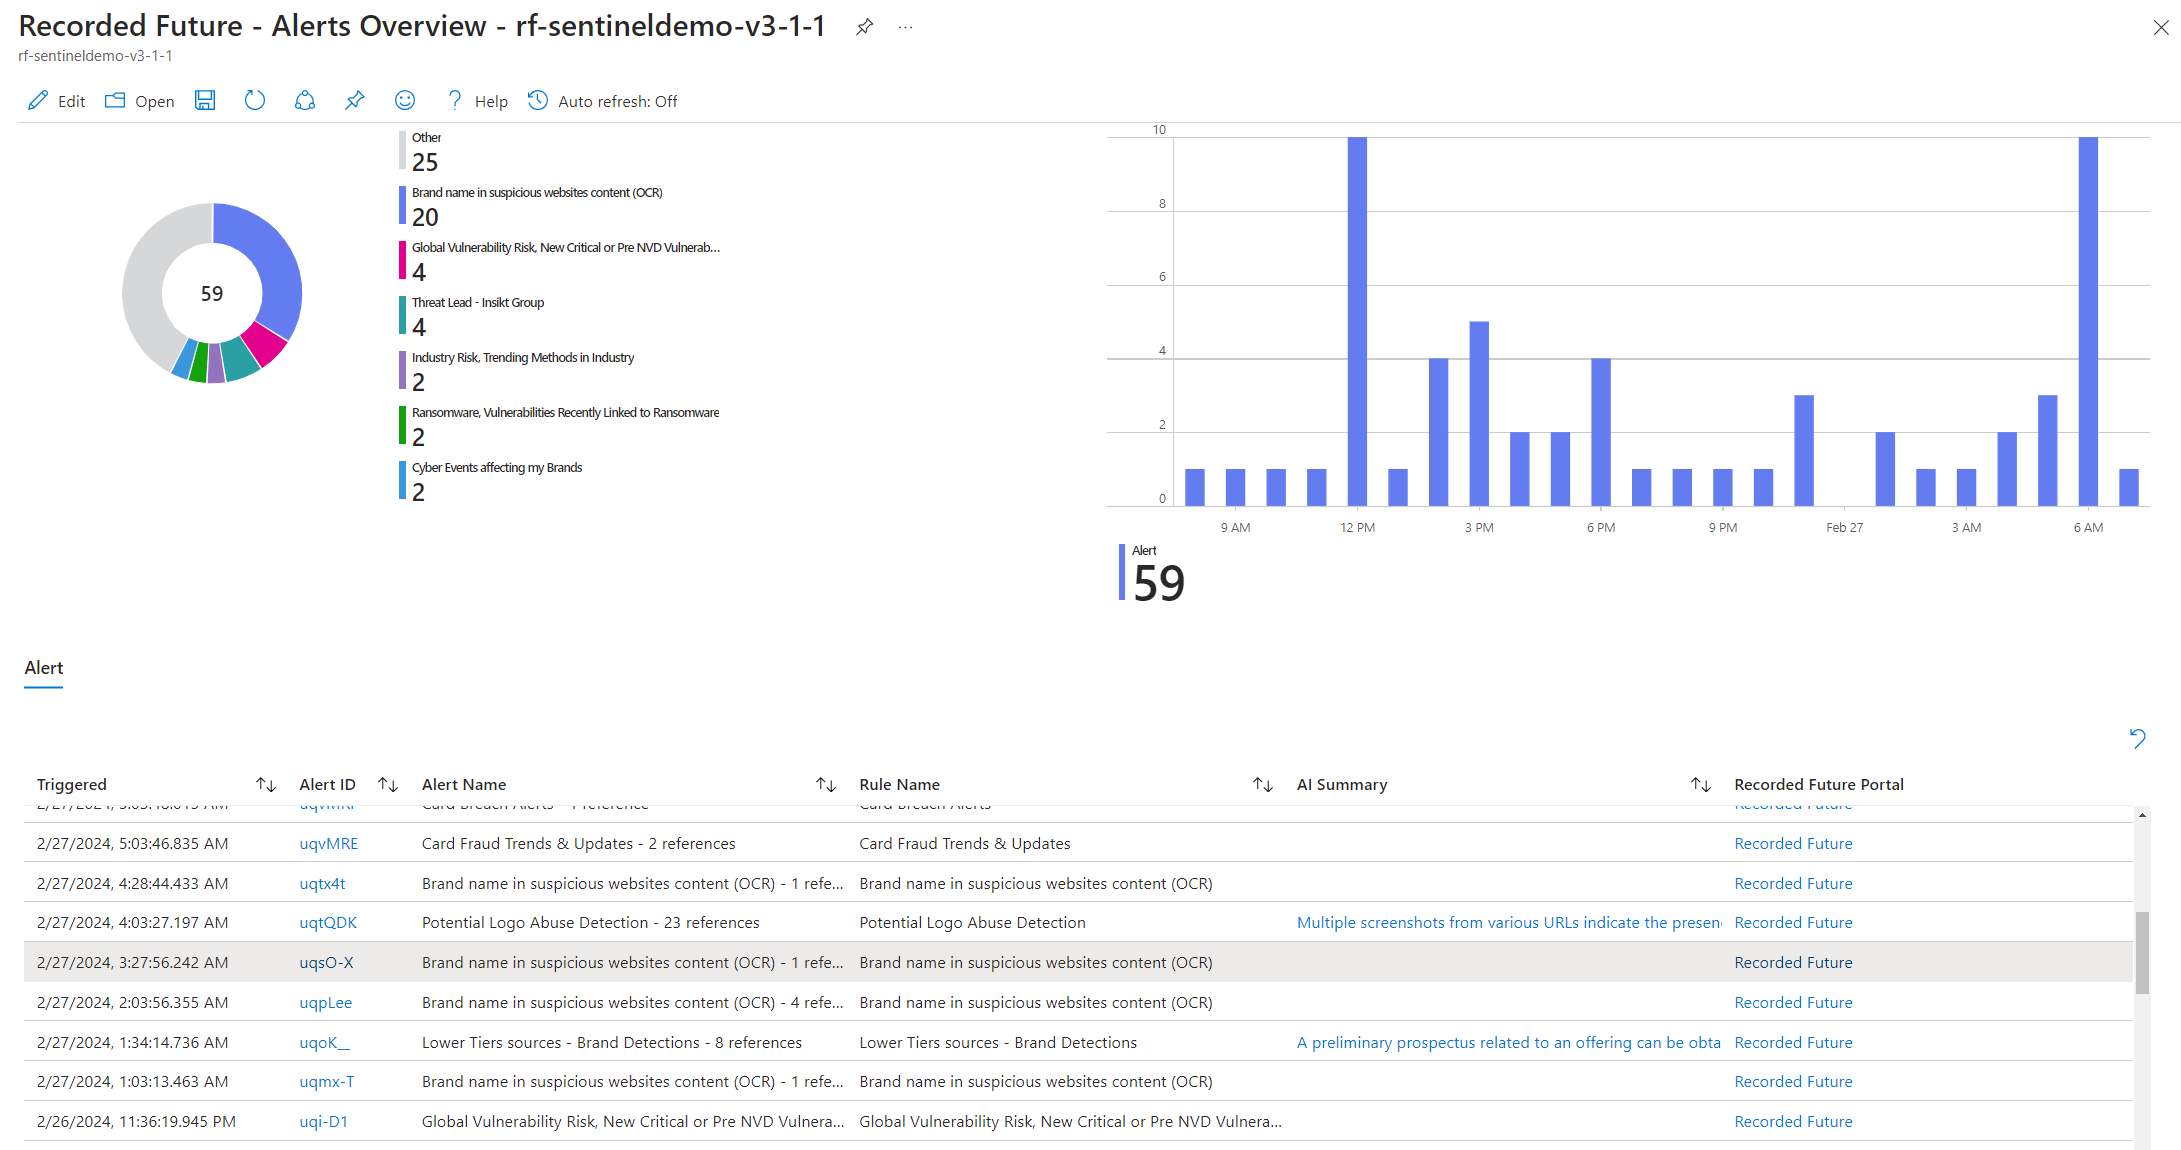 Recorded Future - Alerts Overview - rf-sentineldemo-v3-1-1
rf-sentineldemo-v3-1-1
Edit Open Help Auto refresh: Off
59
Other
25
Brand name in suspicious websites content (OCR)
20
Global Vulnerability Risk, New Critical or Pre NVD Vulnerab...
4
Threat Lead - Insikt Group
4
Industry Risk, Trending Methods in Industry
2
Ransomware, Vulnerabilities Recently Linked to Ransomware
2
Cyber Events affecting my Brands
2
10
8
6
4
2
0
9 AM 12 PM 3 PM 6 PM 9 PM Feb 27 3 AM 6 AM
Alert
59
Alert
Triggered Alert ID Alert Name Rule Name AI Summary Recorded Future Portal
Card Breach Alerts - 1 reference Card Breach Alerts Recorded Future
2/27/2024, 5:03:46.835 AM uqvMRE Card Fraud Trends & Updates - 2 references Card Fraud Trends & Updates Recorded Future
2/27/2024, 4:28:44.433 AM uqtx4t Brand name in suspicious websites content (OCR) - 1 refe... Brand name in suspicious websites content (OCR) Recorded Future
2/27/2024, 4:03:27.197 AM uqtQDK Potential Logo Abuse Detection - 23 references Potential Logo Abuse Detection Multiple screenshots from various URLs indicate the presen Recorded Future
2/27/2024, 3:27:56.242 AM uqsO-X Brand name in suspicious websites content (OCR) - 1 refe... Brand name in suspicious websites content (OCR) Recorded Future
2/27/2024, 2:03:56.355 AM uqpLee Brand name in suspicious websites content (OCR) - 4 refe... Brand name in suspicious websites content (OCR) Recorded Future
2/27/2024, 1:34:14.736 AM uqoK__ Lower Tiers sources - Brand Detections - 8 references Lower Tiers sources - Brand Detections A preliminary prospectus related to an offering can be obta Recorded Future
2/27/2024, 1:03:13.463 AM uqmx-T Brand name in suspicious websites content (OCR) - 1 refe... Brand name in suspicious websites content (OCR) Recorded Future
2/26/2024, 11:36:19.945 PM uqi-D1 Global Vulnerability Risk, New Critical or Pre NVD Vulnera... Global Vulnerability Risk, New Critical or Pre NVD Vulnera... Recorded Future